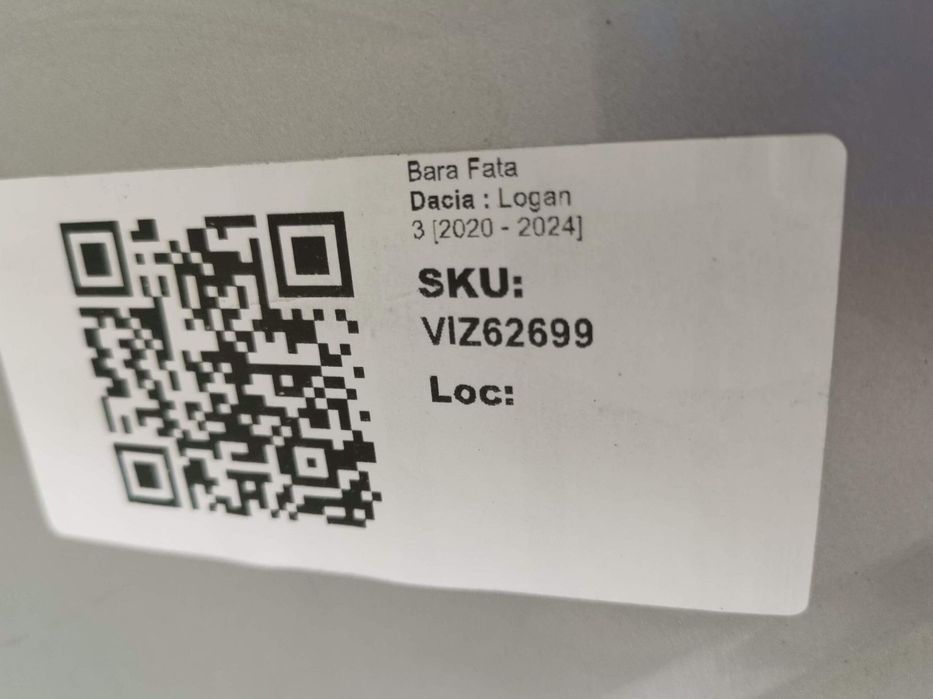 Bara Fata
Dacia : Logan
3 [2020 - 2024]
SKU:
VIZ62699
Loc: